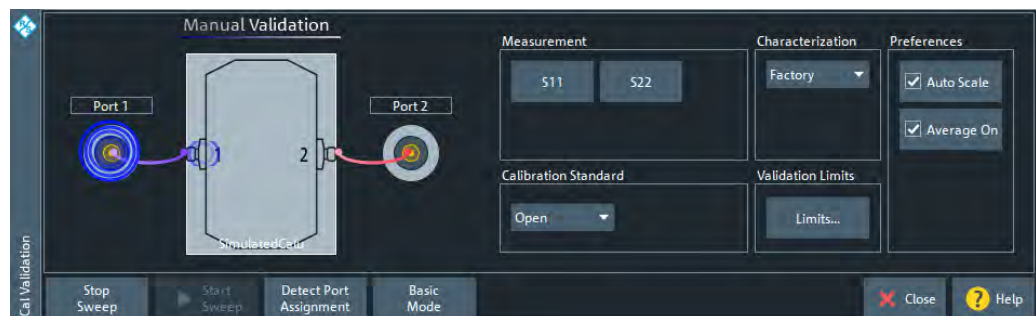 Manual Validation
Port 1
Port 2
1
2
SimulatedCalu
Measurement
S11
S22
Characterization
Factory
Preferences
Auto Scale
Average On
Calibration Standard
Open
Validation Limits
Limits...
Cal Validation
Stop
Sweep
Start
Sweep
Detect Port
Assignment
Basic
Mode
Close
? Help